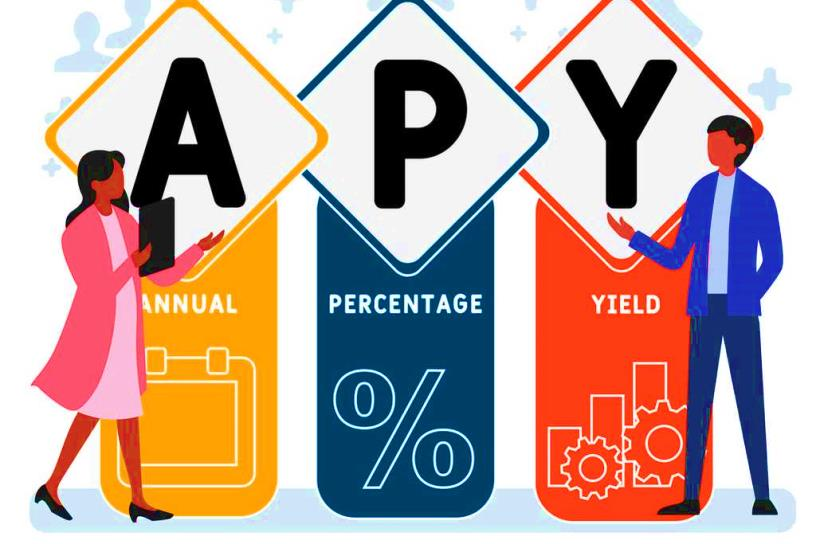 A P Y
ANNUAL PERCENTAGE YIELD
%